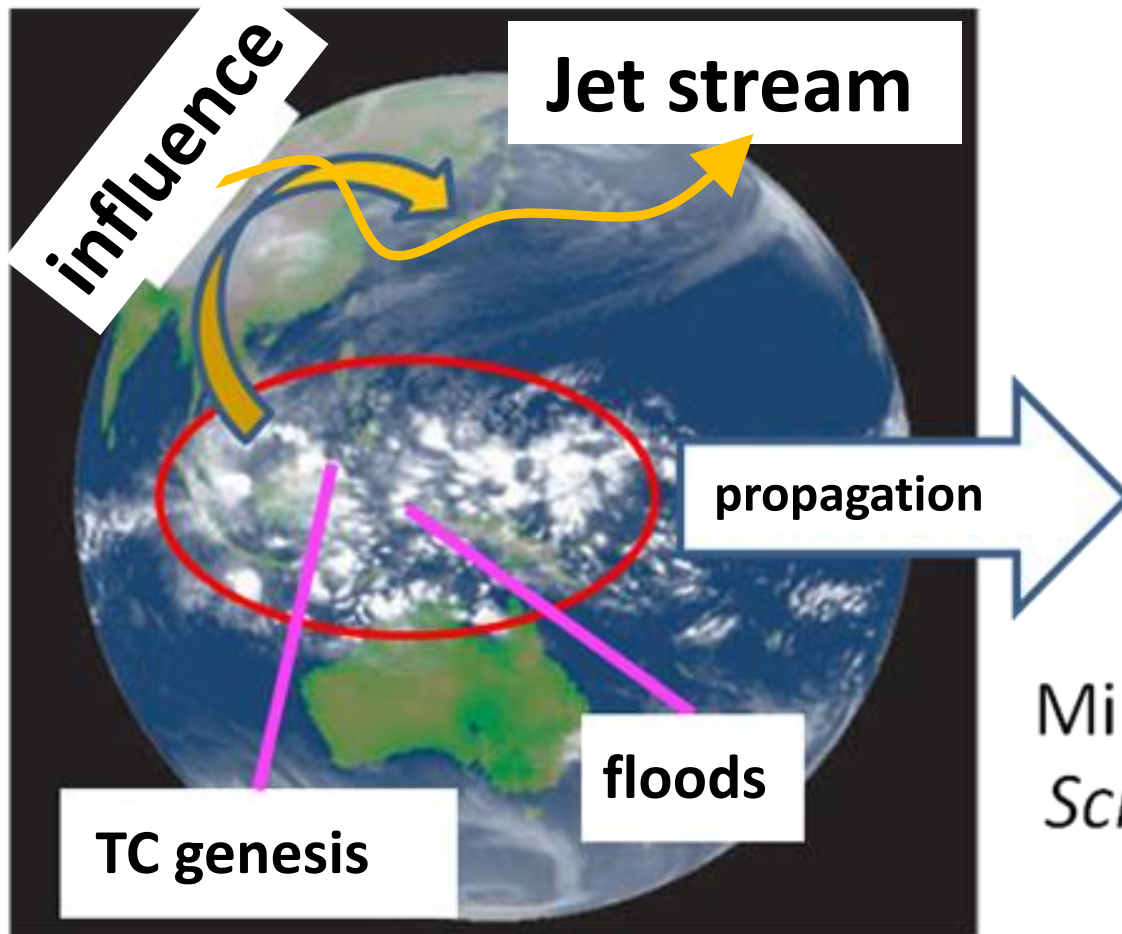 influence
Jet stream
propagation
floods
TC genesis